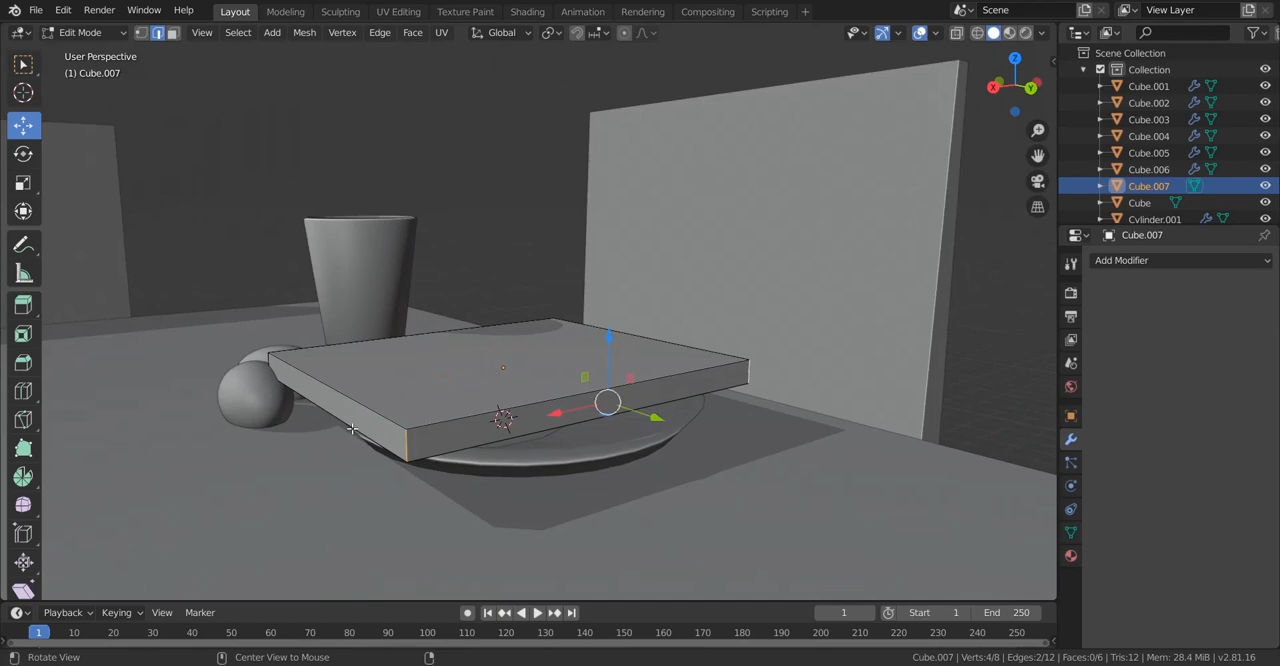 File Edit Render Window Help Layout Modeling Sculpting UV Editing Texture Paint Shading Animation Rendering Compositing Scripting + Scene View Layer
Edit Mode View Select Add Mesh Vertex Edge Face UV Global
User Perspective
(1) Cube.007
Z
X
Y
Scene Collection
Collection
Cube.001
Cube.002
Cube.003
Cube.004
Cube.005
Cube.006
Cube.007
Cube
Cylinder.001
Cube.007
Add Modifier
Playback Keying View Marker 1 Start 1 End 250
1 10 20 30 40 50 60 70 80 90 100 110 120 130 140 150 160 170 180 190 200 210 220 230 240 250
Rotate View Center View to Mouse Cube.007 | Verts:4/8 | Edges:2/12 | Faces:0/6 | Tris:12 | Mem: 28.4 MiB | v2.81.16